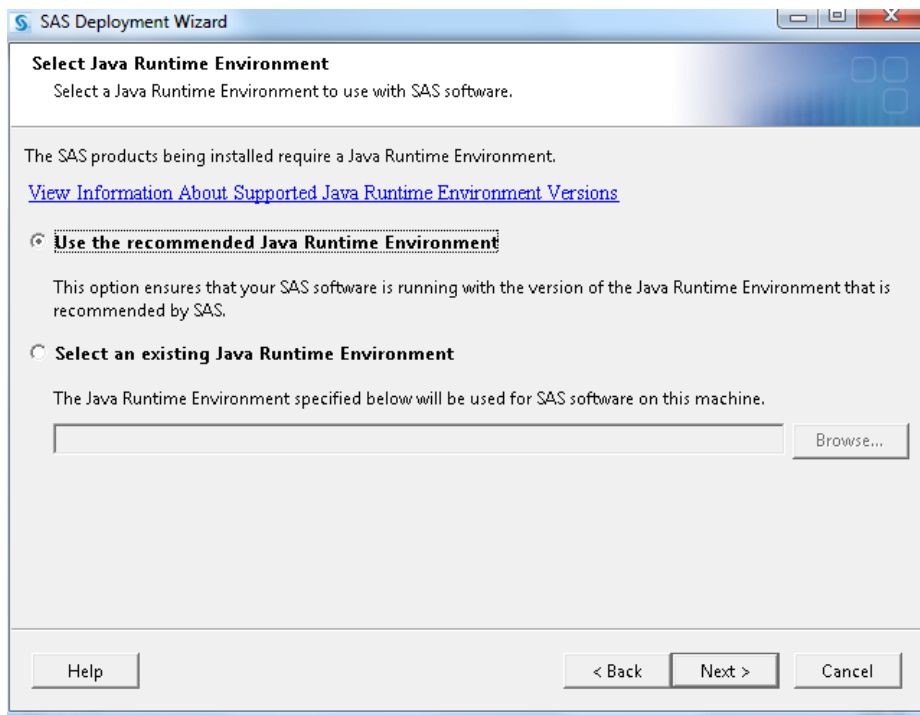 SAS Deployment Wizard
Select Java Runtime Environment
Select a Java Runtime Environment to use with SAS software.
The SAS products being installed require a Java Runtime Environment.
View Information About Supported Java Runtime Environment Versions
Use the recommended Java Runtime Environment
This option ensures that your SAS software is running with the version of the Java Runtime Environment that is
recommended by SAS.
Select an existing Java Runtime Environment
The Java Runtime Environment specified below will be used for SAS software on this machine.
Browse...
Help
< Back
Next >
Cancel